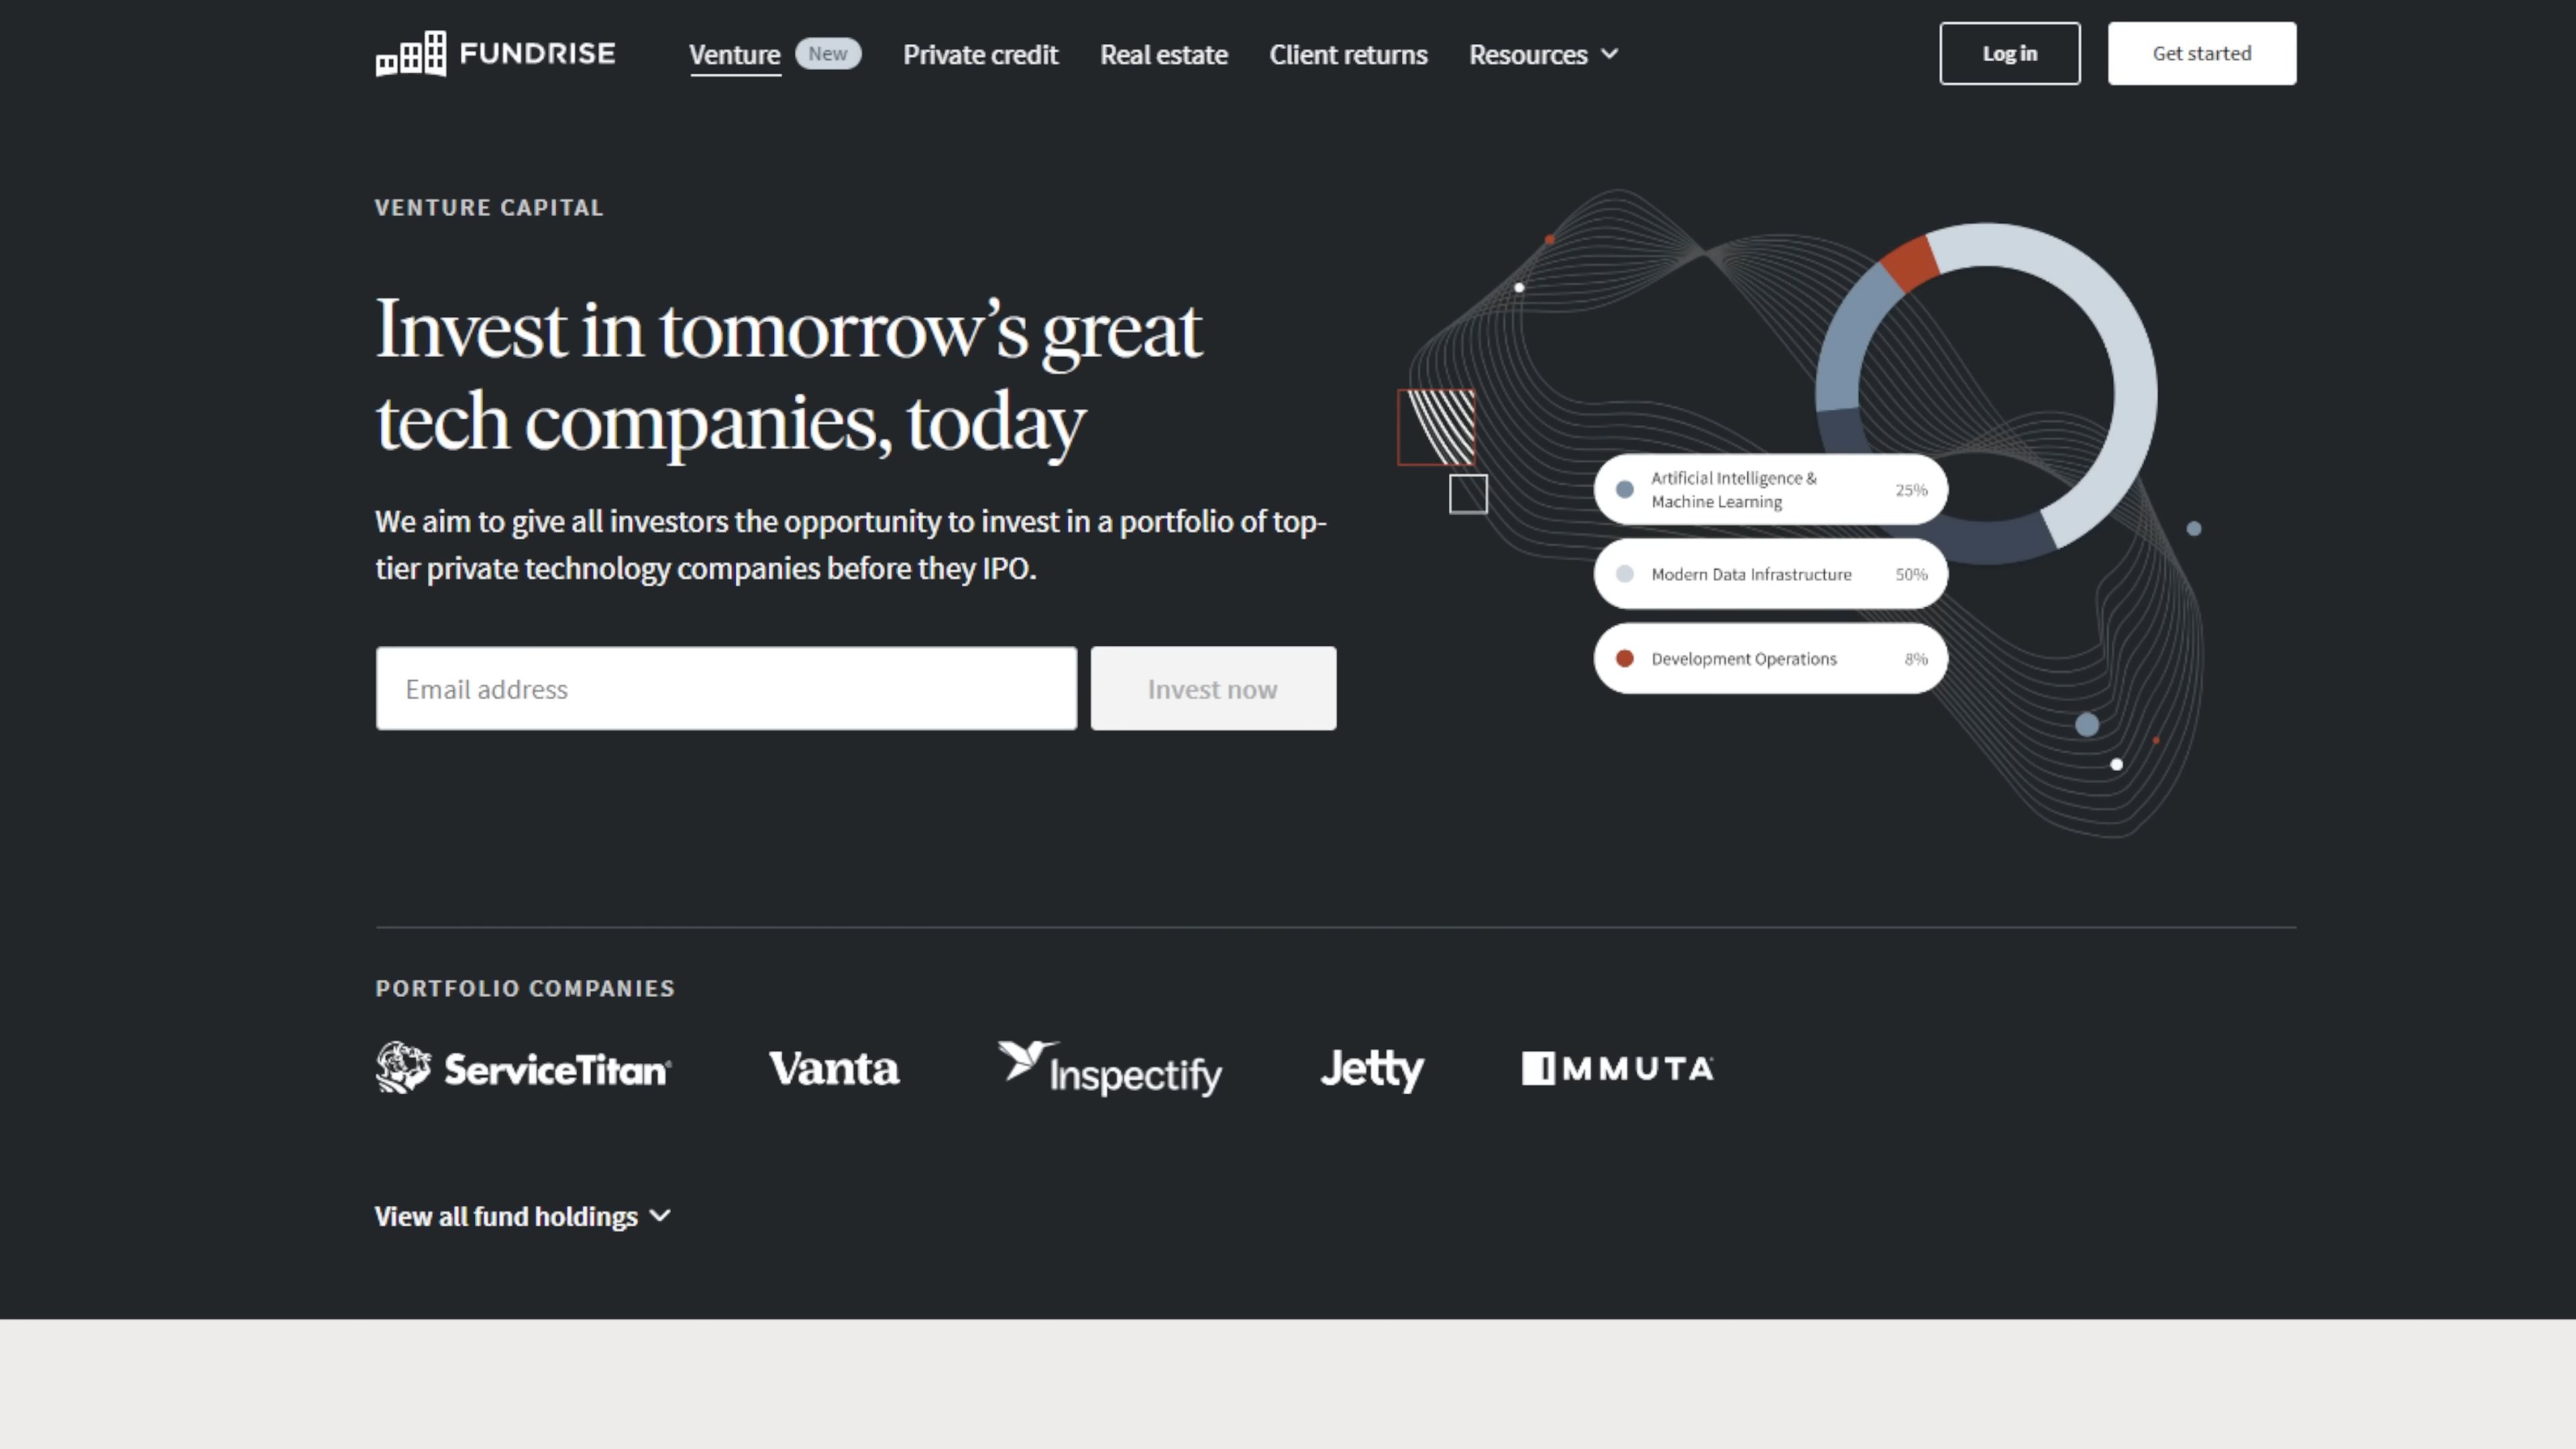 FUNDRISE
Venture New Private credit Real estate Client returns Resources
Log in Get started
VENTURE CAPITAL
Invest in tomorrow’s great
tech companies, today
We aim to give all investors the opportunity to invest in a portfolio of top-
tier private technology companies before they IPO.
Email address Invest now
Artificial Intelligence &
Machine Learning 25%
Modern Data Infrastructure 50%
Development Operations 8%
PORTFOLIO COMPANIES
ServiceTitan Vanta Inspectify Jetty IMMUTA
View all fund holdings